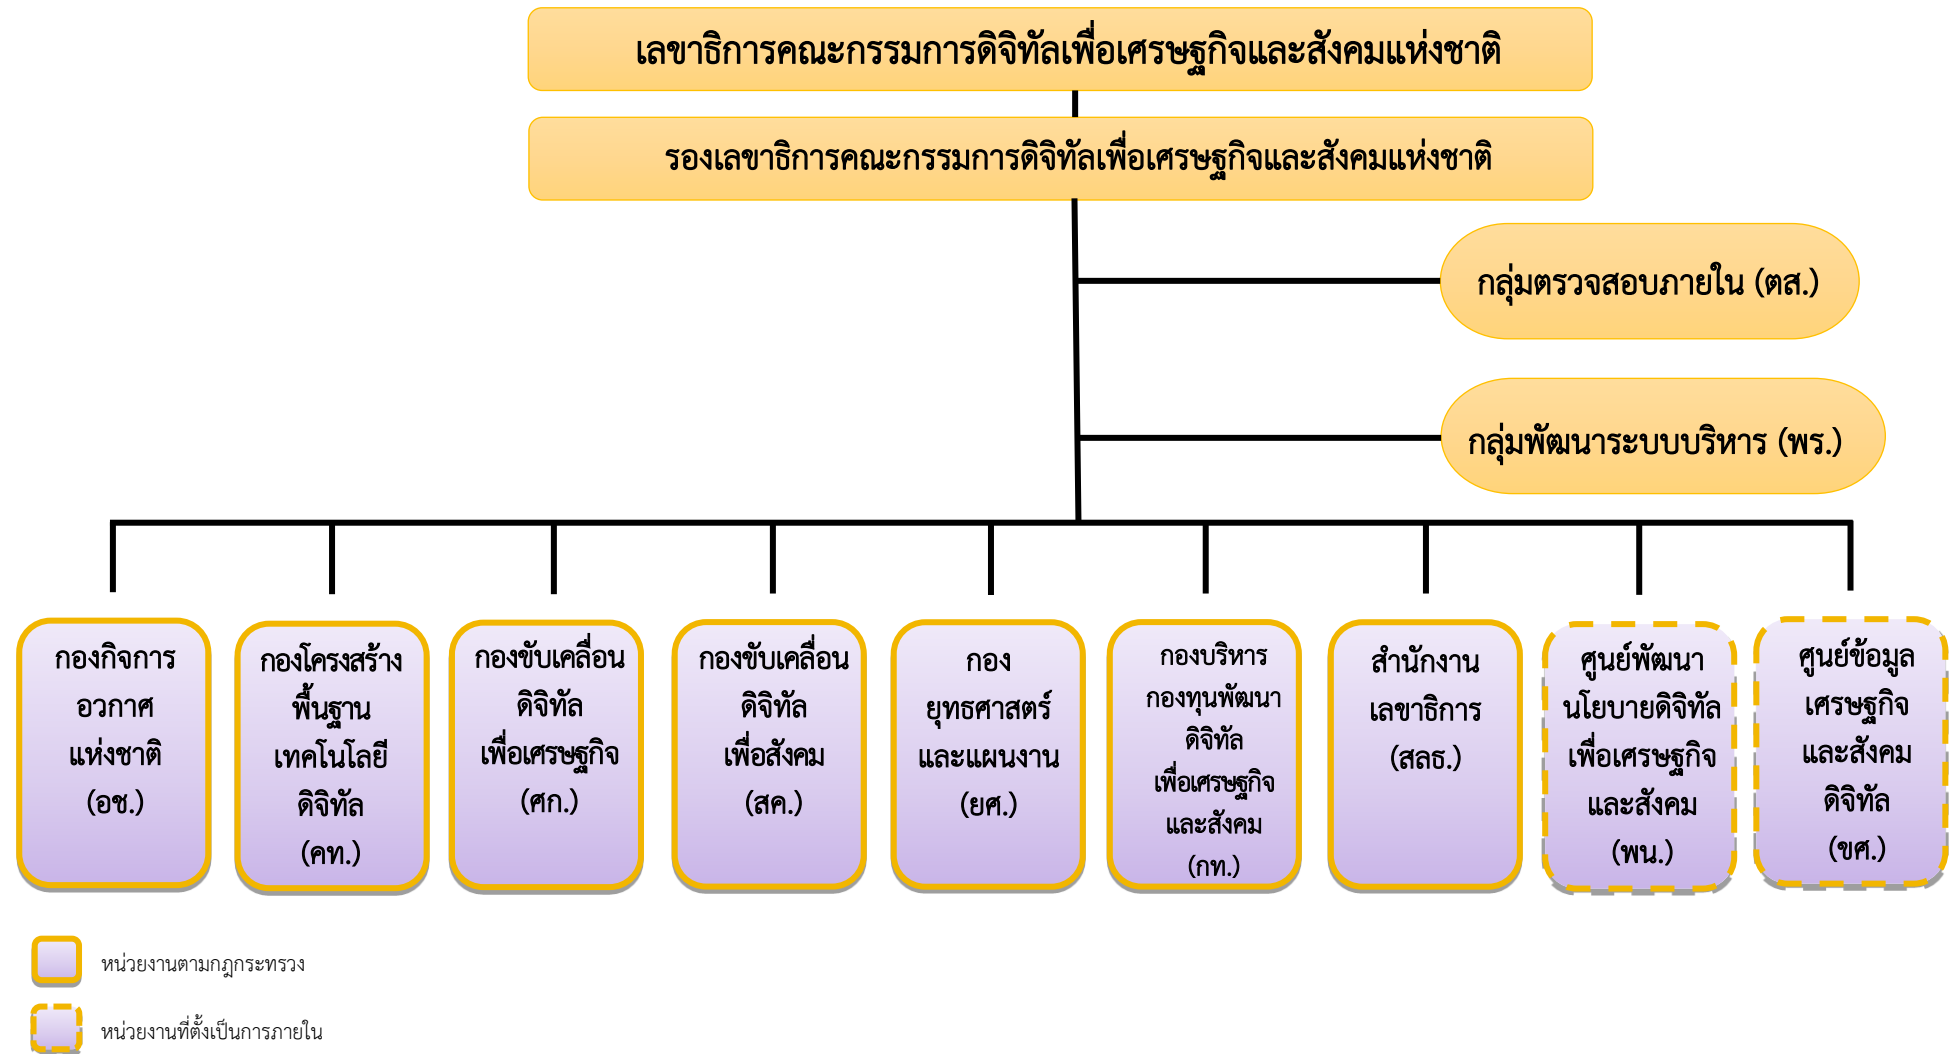 เลขาธิการคณะกรรมการดิจิทัลเพื่อเศรษฐกิจและสังคมแห่งชาติ
รองเลขาธิการคณะกรรมการดิจิทัลเพื่อเศรษฐกิจและสังคมแห่งชาติ
กลุ่มตรวจสอบภายใน (ตส.)
กลุ่มพัฒนาระบบบริหาร (พร.)
กองกิจการ
อวกาศ
แห่งชาติ
(อช.)
กองโครงสร้าง
พื้นฐาน
เทคโนโลยี
ดิจิทัล
(คท.)
กองขับเคลื่อน
ดิจิทัล
เพื่อเศรษฐกิจ
(ศก.)
กองขับเคลื่อน
ดิจิทัล
เพื่อสังคม
(สค.)
กอง
ยุทธศาสตร์
และแผนงาน
(ยศ.)
กองบริหาร
กองทุนพัฒนา
ดิจิทัล
เพื่อเศรษฐกิจ
และสังคม
(กท.)
สำนักงาน
เลขาธิการ
(สลธ.)
ศูนย์พัฒนา
นโยบายดิจิทัล
เพื่อเศรษฐกิจ
และสังคม
(พน.)
ศูนย์ข้อมูล
เศรษฐกิจ
และสังคม
ดิจิทัล
(ขศ.)
หน่วยงานตามกฎกระทรวง
หน่วยงานที่ตั้งเป็นการภายใน